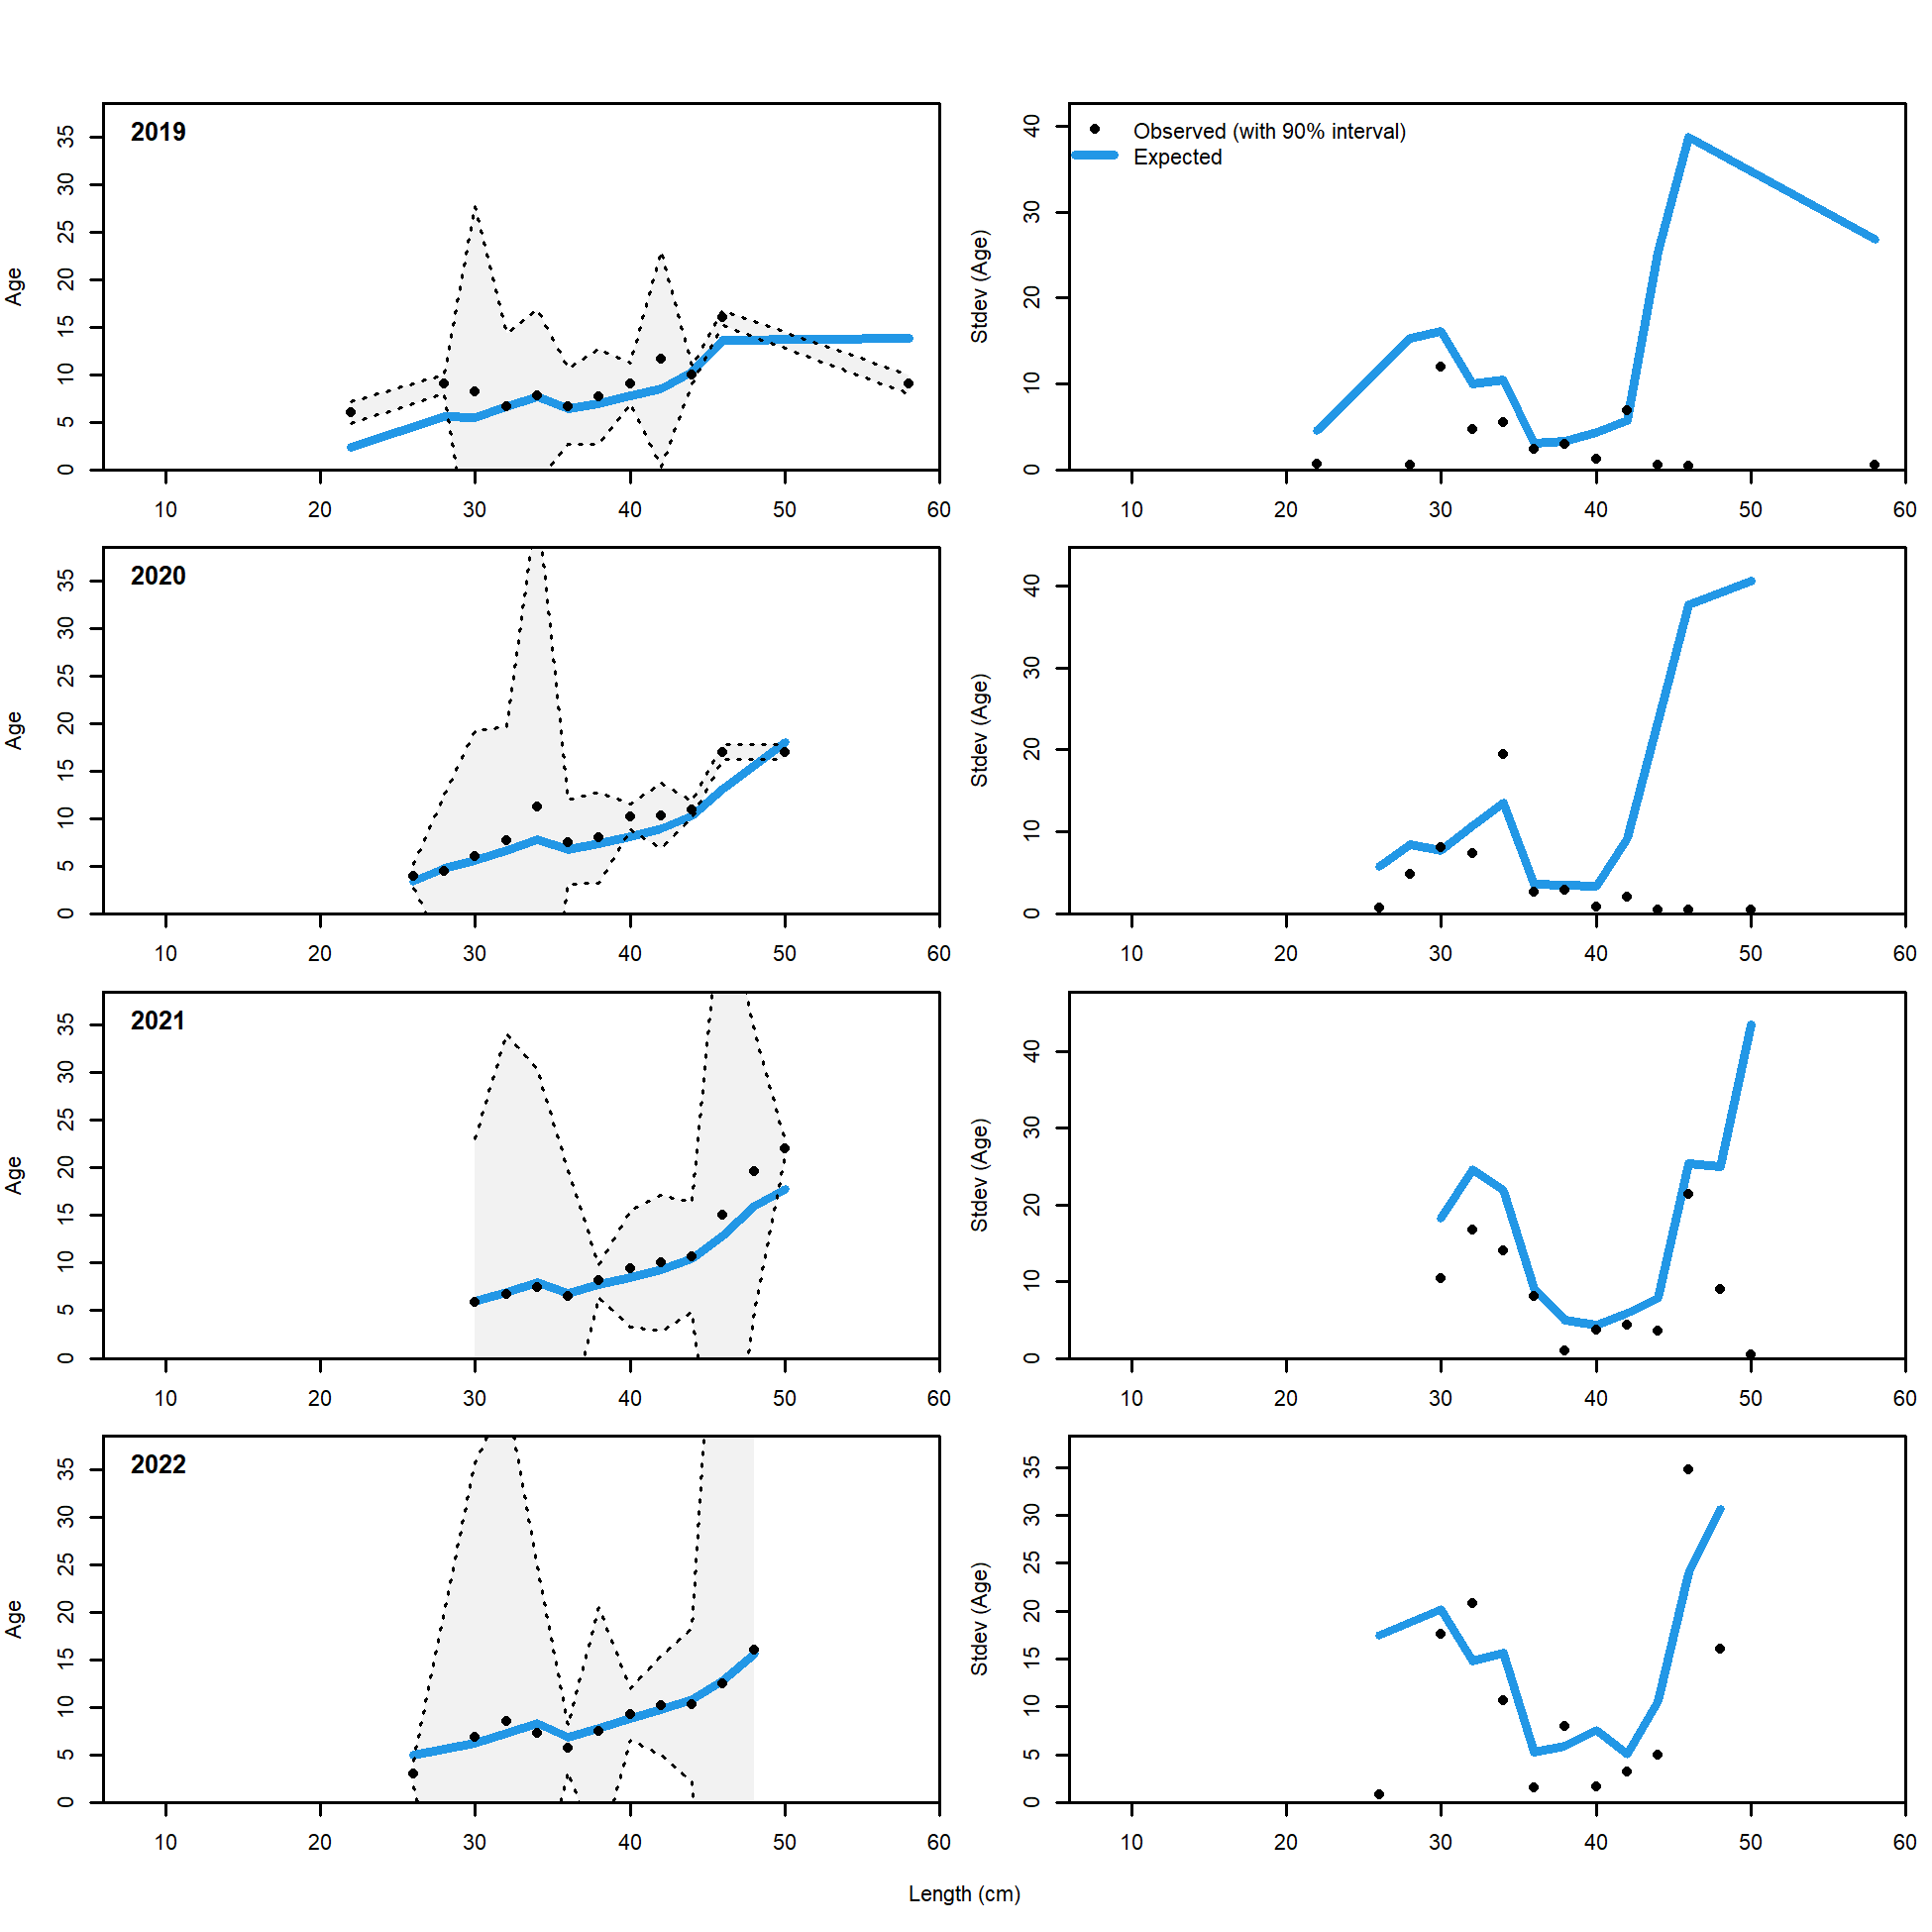 2019
Age
0 5 10 15 20 25 30 35
10 20 30 40 50 60
Observed (with 90% interval)
Expected
Stdev (Age)
0 10 20 30 40
10 20 30 40 50 60
2020
Age
0 5 10 15 20 25 30 35
10 20 30 40 50 60
Stdev (Age)
0 10 20 30 40
10 20 30 40 50 60
2021
Age
0 5 10 15 20 25 30 35
10 20 30 40 50 60
Stdev (Age)
0 10 20 30 40
10 20 30 40 50 60
2022
Age
0 5 10 15 20 25 30 35
10 20 30 40 50 60
Stdev (Age)
0 5 10 15 20 25 30 35
10 20 30 40 50 60
Length (cm)